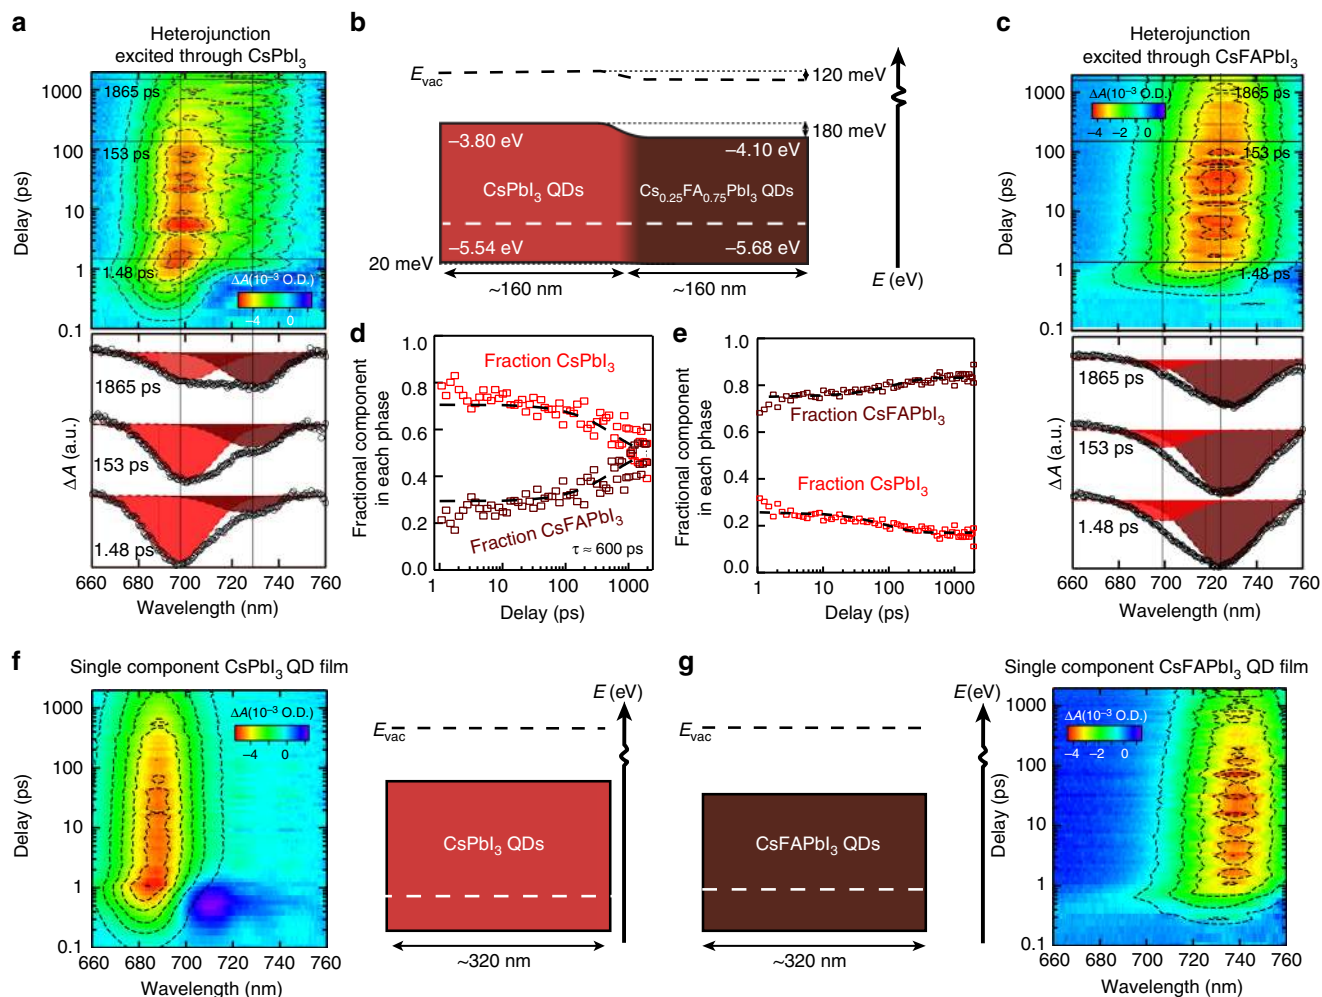 a
Heterojunction
excited through CsPbI3
1000
100
10
1
0.1
Delay (ps)
1865 ps
153 ps
1.48 ps
ΔA(10⁻³ O.D.)
−4 0
1865 ps
153 ps
1.48 ps
ΔA (a.u.)
660 680 700 720 740 760
Wavelength (nm)
b
Evac
120 meV
180 meV
−3.80 eV
−4.10 eV
CsPbI3 QDs
Cs0.25FA0.75PbI3 QDs
−5.54 eV
−5.68 eV
20 meV
~160 nm
~160 nm
E (eV)
c
Heterojunction
excited through CsFAPbI3
1000
100
10
1
0.1
Delay (ps)
ΔA(10⁻³ O.D.)
−4 −2 0
1865 ps
153 ps
1.48 ps
1865 ps
153 ps
1.48 ps
ΔA (a.u.)
660 680 700 720 740 760
Wavelength (nm)
d
Fractional component
in each phase
1.0
0.8
0.6
0.4
0.2
0.0
Fraction CsPbI3
Fraction CsFAPbI3
τ ≈ 600 ps
1 10 100 1000
Delay (ps)
e
Fractional component
in each phase
1.0
0.8
0.6
0.4
0.2
0.0
Fraction CsFAPbI3
Fraction CsPbI3
1 10 100 1000
Delay (ps)
f
Single component CsPbI3 QD film
1000
100
10
1
0.1
Delay (ps)
ΔA(10⁻³ O.D.)
−4 0
660 680 700 720 740 760
Wavelength (nm)
E (eV)
Evac
CsPbI3 QDs
~320 nm
g
Single component CsFAPbI3 QD film
E(eV)
Evac
CsFAPbI3 QDs
~320 nm
1000
100
10
1
0.1
Delay (ps)
ΔA(10⁻³ O.D.)
−4 −2 0
660 680 700 720 740 760
Wavelength (nm)